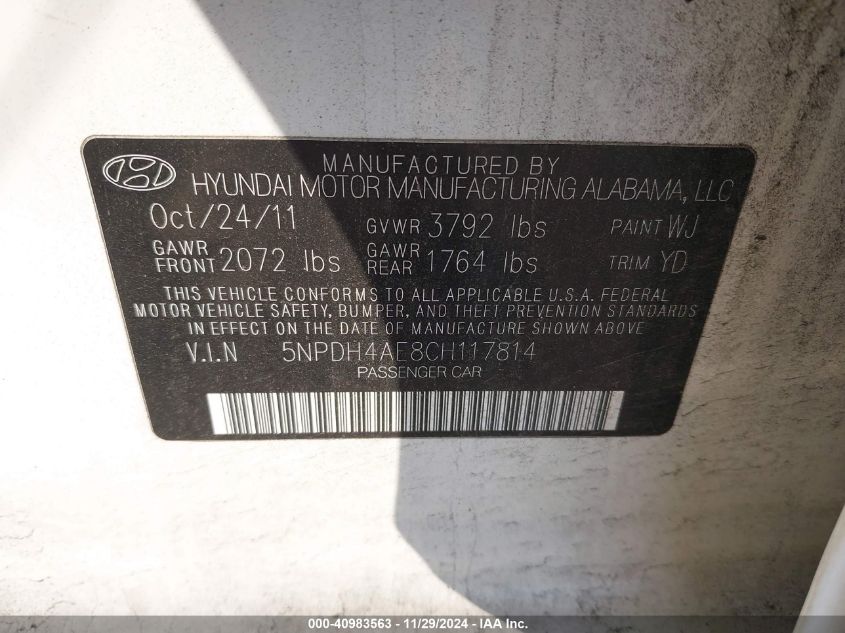 MANUFACTURED BY
HYUNDAI MOTOR MANUFACTURING ALABAMA, LLC
Oct/24/11 GVWR 3792 lbs PAINT WJ
GAWR FRONT 2072 lbs GAWR REAR 1764 lbs TRIM YD
THIS VEHICLE CONFORMS TO ALL APPLICABLE U.S.A. FEDERAL
MOTOR VEHICLE SAFETY, BUMPER, AND THEFT PREVENTION STANDARDS
IN EFFECT ON THE DATE OF MANUFACTURE SHOWN ABOVE
V.I.N 5NPDH4AE8CH117814
PASSENGER CAR
000-40983563 - 11/29/2024 - IAA Inc.